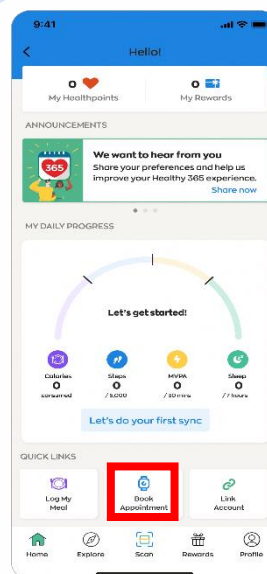 9:41
Hello!
0
My Healthpoints
0
My Rewards
ANNOUNCEMENTS
365
We want to hear from you
Share your preferences and help us
improve your Healthy 365 experience.
Share now
MY DAILY PROGRESS
Let's get started!
Calories
0
consumed
Steps
0
/ 5,000
MVPA
0
/ 10 mins
Sleep
0
/ 7 hours
Let's do your first sync
QUICK LINKS
Log My
Meal
Book
Appointment
Link
Account
Home
Explore
Scan
Rewards
Profile